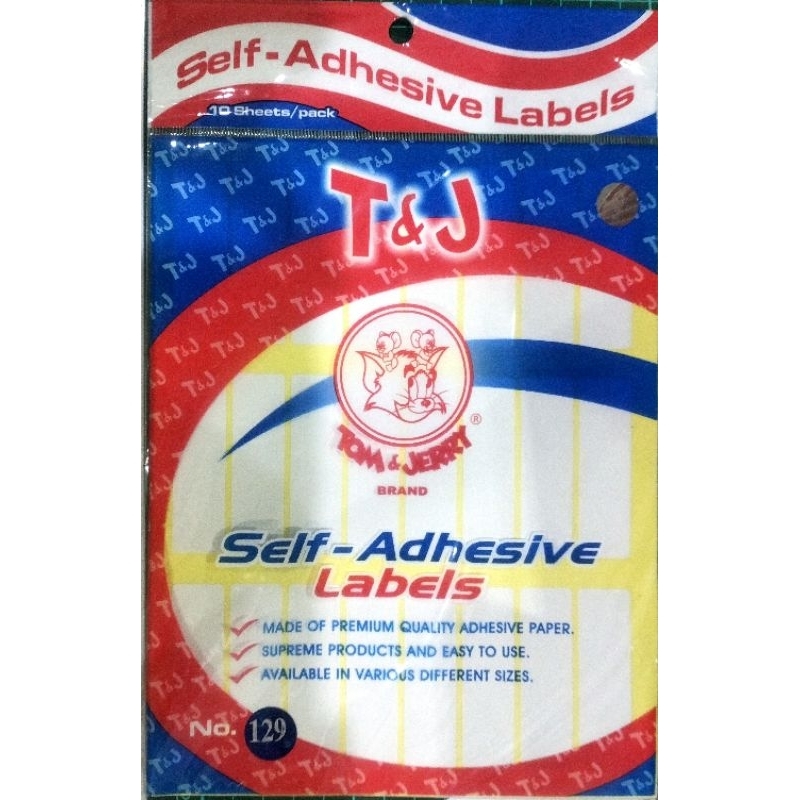 Self-Adhesive Labels
10 Sheets/pack
T&J
TOM & JERRY ®
BRAND
Self-Adhesive
Labels
MADE OF PREMIUM QUALITY ADHESIVE PAPER.
SUPREME PRODUCTS AND EASY TO USE.
AVAILABLE IN VARIOUS DIFFERENT SIZES.
No. 129